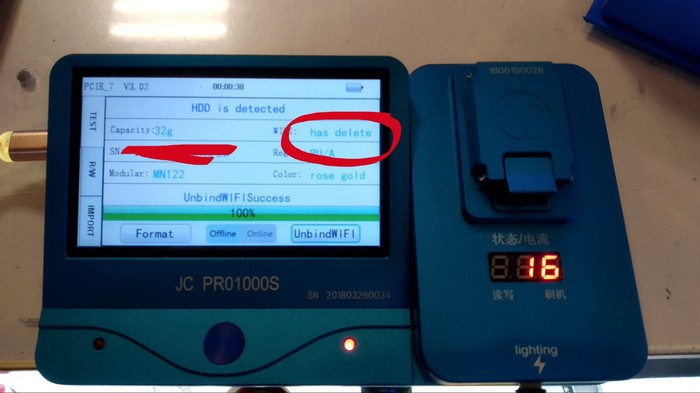 PCIE_7 V3.02 00:00:30
HDD is detected
TEST
R/W
IMPORT
Capacity:32g
has delete
SN
RU/A
Modular: MN122
Color: rose gold
UnbindWIFISuccess
100%
Format
Offline
Online
UnbindWIFI
JC PRO1000S
SN 201803260034
1806190028
状态/电流
16
读写
刷机
lighting